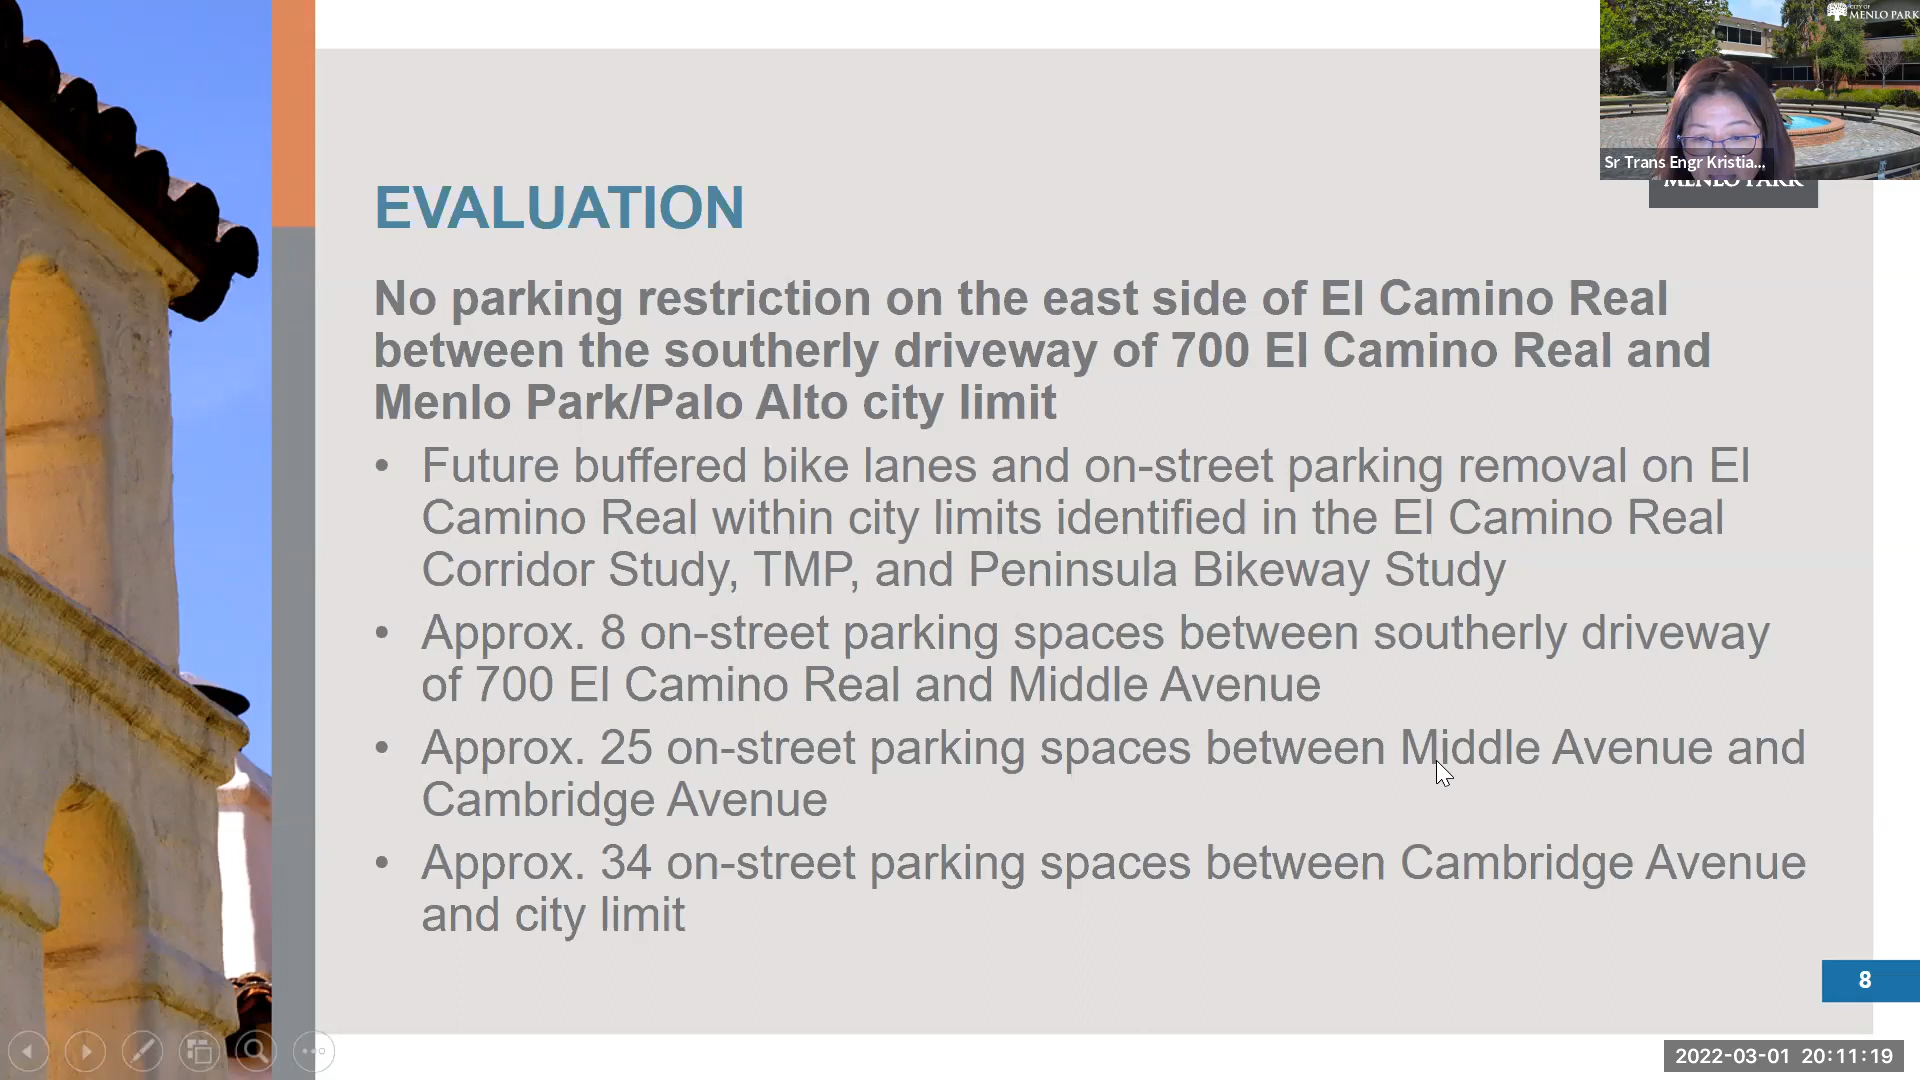 CITY OF
MENLO PARK
Sr Trans Engr Kristia...
MENLO PARK
EVALUATION
No parking restriction on the east side of El Camino Real
between the southerly driveway of 700 El Camino Real and
Menlo Park/Palo Alto city limit
• Future buffered bike lanes and on-street parking removal on El
Camino Real within city limits identified in the El Camino Real
Corridor Study, TMP, and Peninsula Bikeway Study
• Approx. 8 on-street parking spaces between southerly driveway
of 700 El Camino Real and Middle Avenue
• Approx. 25 on-street parking spaces between Middle Avenue and
Cambridge Avenue
• Approx. 34 on-street parking spaces between Cambridge Avenue
and city limit
8
2022-03-01 20:11:19